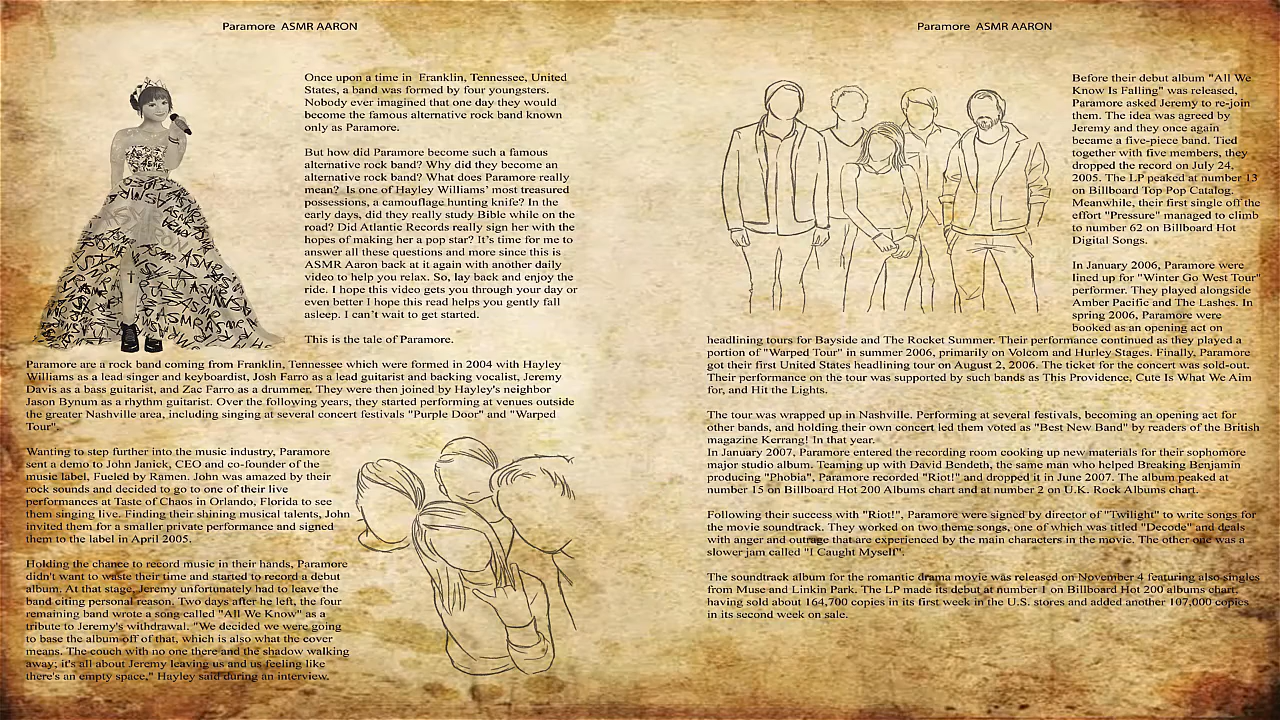 Paramore ASMR AARON
Once upon a time in Franklin, Tennessee, United
States, a band was formed by four youngsters.
Nobody ever imagined that one day they would
become the famous alternative rock band known
only as Paramore.
But how did Paramore become such a famous
alternative rock band? Why did they become an
alternative rock band? What does Paramore really
mean? Is one of Hayley Williams' most treasured
possessions, a camouflage hunting knife? In the
early days, did they really study Bible while on the
road? Did Atlantic Records really sign her with the
hopes of making her a pop star? It's time for me to
answer all these questions and more since this is
ASMR Aaron back at it again with another daily
video to help you relax. So, lay back and enjoy the
ride. I hope this video gets you through your day or
even better I hope this read helps you gently fall
asleep. I can't wait to get started.
This is the tale of Paramore.
Paramore are a rock band coming from Franklin, Tennessee which were formed in 2004 with Hayley
Williams as a lead singer and keyboardist, Josh Farro as a lead guitarist and backing vocalist, Jeremy
Davis as a bass guitarist, and Zac Farro as a drummer. They were then joined by Hayley's neighbor
Jason Bynum as a rhythm guitarist. Over the following years, they started performing at venues outside
the greater Nashville area, including singing at several concert festivals "Purple Door" and "Warped
Tour".
Wanting to step further into the music industry, Paramore
sent a demo to John Janick, CEO and co-founder of the
music label, Fueled by Ramen. John was amazed by their
rock sounds and decided to go to one of their live
performances at Taste of Chaos in Orlando, Florida to see
them singing live. Finding their shining musical talents, John
invited them for a smaller private performance and signed
them to the label in April 2005.
Holding the chance to record music in their hands, Paramore
didn't want to waste their time and started to record a debut
album. At that stage, Jeremy unfortunately had to leave the
band citing personal reason. Two days after he left, the four
remaining band wrote a song called "All We Know" as a
tribute to Jeremy's withdrawal. "We decided we were going
to base the album off of that, which is also what the cover
means. The couch with no one there and the shadow walking
away; it's all about Jeremy leaving us and us feeling like
there's an empty space," Hayley said during an interview.
Paramore ASMR AARON
Before their debut album "All We
Know Is Falling" was released,
Paramore asked Jeremy to re-join
them. The idea was agreed by
Jeremy and they once again
became a five-piece band. Tied
together with five members, they
dropped the record on July 24,
2005. The LP peaked at number 13
on Billboard Top Pop Catalog.
Meanwhile, their first single off the
effort "Pressure" managed to climb
to number 62 on Billboard Hot
Digital Songs.
In January 2006, Paramore were
lined up for "Winter Go West Tour"
performer. They played alongside
Amber Pacific and The Lashes. In
spring 2006, Paramore were
booked as an opening act on
headlining tours for Bayside and The Rocket Summer. Their performance continued as they played a
portion of "Warped Tour" in summer 2006, primarily on Volcom and Hurley Stages. Finally, Paramore
got their first United States headlining tour on August 2, 2006. The ticket for the concert was sold-out.
Their performance on the tour was supported by such bands as This Providence, Cute Is What We Aim
for, and Hit the Lights.
The tour was wrapped up in Nashville. Performing at several festivals, becoming an opening act for
other bands, and holding their own concert led them voted as "Best New Band" by readers of the British
magazine Kerrang! In that year.
In January 2007, Paramore entered the recording room cooking up new materials for their sophomore
major studio album. Teaming up with David Bendeth, the same man who helped Breaking Benjamin
producing "Phobia", Paramore recorded "Riot!" and dropped it in June 2007. The album peaked at
number 15 on Billboard Hot 200 Albums chart and at number 2 on U.K. Rock Albums chart.
Following their success with "Riot!", Paramore were signed by director of "Twilight" to write songs for
the movie soundtrack. They worked on two theme songs, one of which was titled "Decode" and deals
with anger and outrage that are experienced by the main characters in the movie. The other one was a
slower jam called "I Caught Myself".
The soundtrack album for the romantic drama movie was released on November 4 featuring also singles
from Muse and Linkin Park. The LP made its debut at number 1 on Billboard Hot 200 albums chart,
having sold about 164,700 copies in its first week in the U.S. stores and added another 107,000 copies
in its second week on sale.